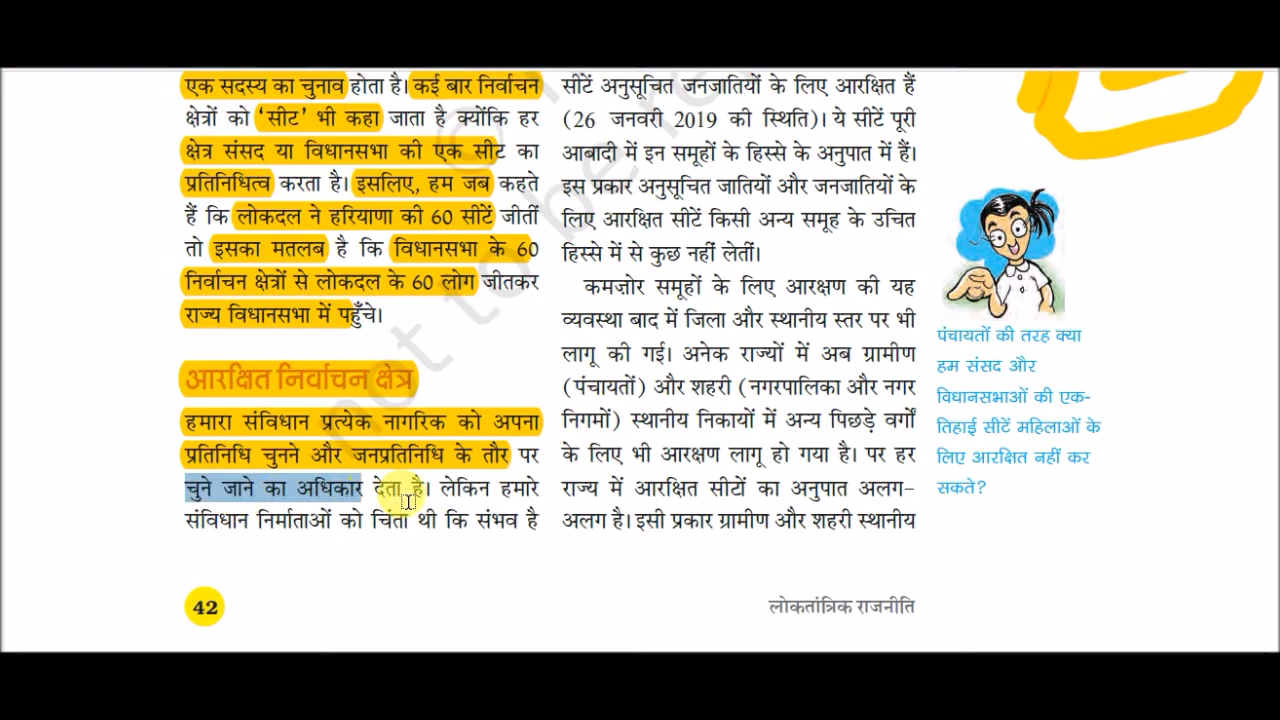 एक सदस्य का चुनाव होता है। कई बार निर्वाचन
क्षेत्रों को ‘सीट’ भी कहा जाता है क्योंकि हर
क्षेत्र संसद या विधानसभा की एक सीट का
प्रतिनिधित्व करता है। इसलिए, हम जब कहते
हैं कि लोकदल ने हरियाणा की 60 सीटें जीतीं
तो इसका मतलब है कि विधानसभा के 60
निर्वाचन क्षेत्रों से लोकदल के 60 लोग जीतकर
राज्य विधानसभा में पहुँचे।
आरक्षित निर्वाचन क्षेत्र
हमारा संविधान प्रत्येक नागरिक को अपना
प्रतिनिधि चुनने और जनप्रतिनिधि के तौर पर
चुने जाने का अधिकार देता है। लेकिन हमारे
संविधान निर्माताओं को चिंता थी कि संभव है
सीटें अनुसूचित जनजातियों के लिए आरक्षित हैं
(26 जनवरी 2019 की स्थिति)। ये सीटें पूरी
आबादी में इन समूहों के हिस्से के अनुपात में हैं।
इस प्रकार अनुसूचित जातियों और जनजातियों के
लिए आरक्षित सीटें किसी अन्य समूह के उचित
हिस्से में से कुछ नहीं लेतीं।
कमजोर समूहों के लिए आरक्षण की यह
व्यवस्था बाद में जिला और स्थानीय स्तर पर भी
लागू की गई। अनेक राज्यों में अब ग्रामीण
(पंचायतों) और शहरी (नगरपालिका और नगर
निगमों) स्थानीय निकायों में अन्य पिछड़े वर्गों
के लिए भी आरक्षण लागू हो गया है। पर हर
राज्य में आरक्षित सीटों का अनुपात अलग-
अलग है। इसी प्रकार ग्रामीण और शहरी स्थानीय
पंचायतों की तरह क्या
हम संसद और
विधानसभाओं की एक-
तिहाई सीटें महिलाओं के
लिए आरक्षित नहीं कर
सकते?
42
लोकतांत्रिक राजनीति
not to be re